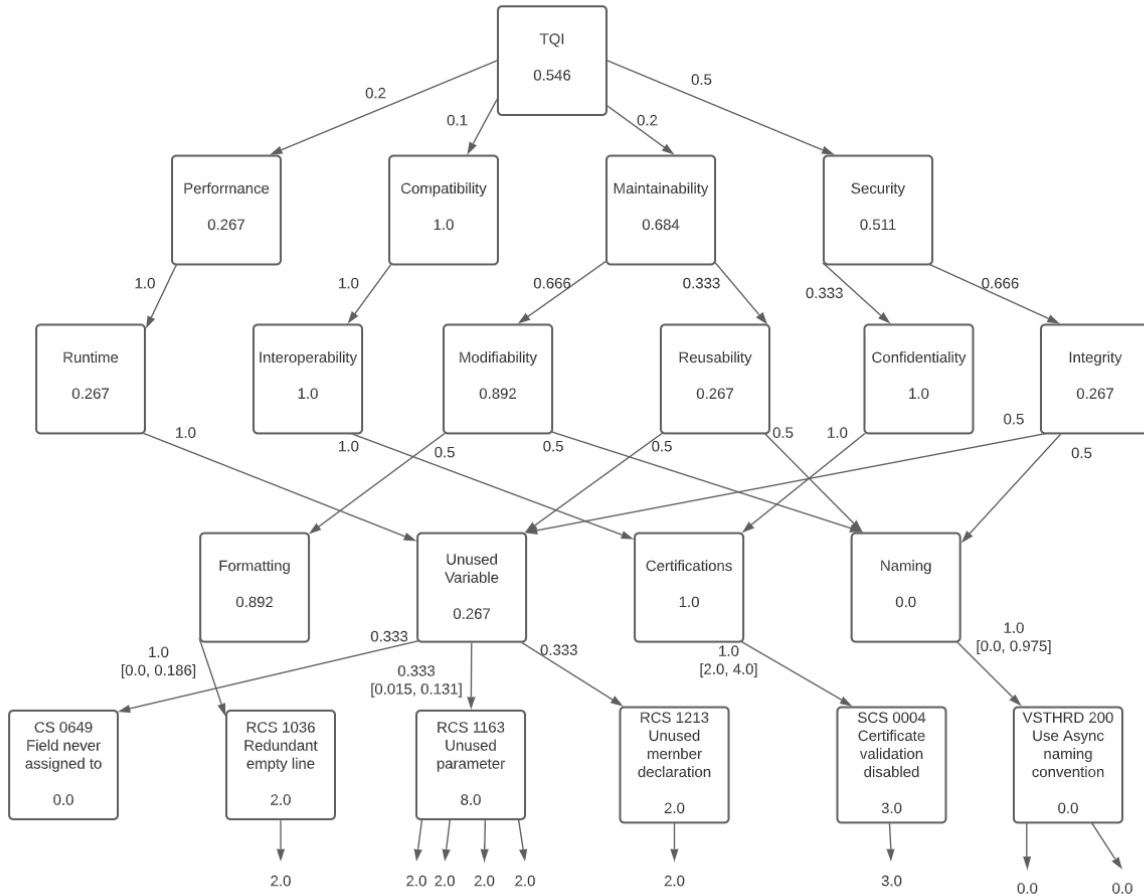 TQI
0.546
0.2
0.1
0.2
0.5
Performance
0.267
Compatibility
1.0
Maintainability
0.684
Security
0.511
1.0
1.0
0.666
0.333
0.333
0.666
Runtime
0.267
Interoperability
1.0
Modifiability
0.892
Reusability
0.267
Confidentiality
1.0
Integrity
0.267
1.0
1.0
0.5
0.5
0.5
0.5
1.0
0.5
0.5
Formatting
0.892
Unused
Variable
0.267
Certifications
1.0
Naming
0.0
1.0
[0.0, 0.186]
0.333
0.333
[0.015, 0.131]
0.333
1.0
[2.0, 4.0]
1.0
[0.0, 0.975]
CS 0649
Field never
assigned to
0.0
RCS 1036
Redundant
empty line
2.0
RCS 1163
Unused
parameter
8.0
RCS 1213
Unused
member
declaration
2.0
SCS 0004
Certificate
validation
disabled
3.0
VSTHRD 200
Use Async
naming
convention
0.0
2.0
2.0
2.0
2.0
2.0
2.0
3.0
0.0
0.0